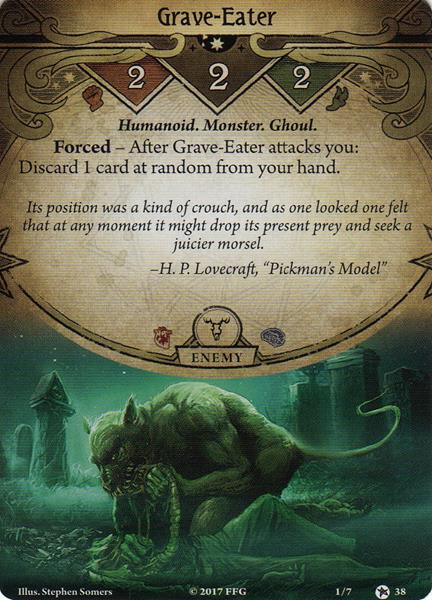 Grave-Eater
2 2 2
Humanoid. Monster. Ghoul.
Forced – After Grave-Eater attacks you:
Discard 1 card at random from your hand.
Its position was a kind of crouch, and as one looked one felt
that at any moment it might drop its present prey and seek a
juicier morsel.
–H. P. Lovecraft, “Pickman’s Model”
ENEMY
Illus. Stephen Somers © 2017 FFG 1/7 38